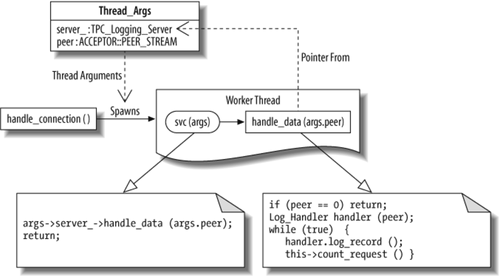 Thread_Args
server_:TPC_Logging_Server
peer:ACCEPTOR::PEER_STREAM
Thread Arguments
Pointer From
Worker Thread
handle_connection ()
Spawns
svc (args)
handle_data (args.peer)
args->server_->handle_data (args.peer);
return;
if (peer == 0) return;
Log_Handler handler (peer);
while (true) {
handler.log_record ();
this->count_request () }